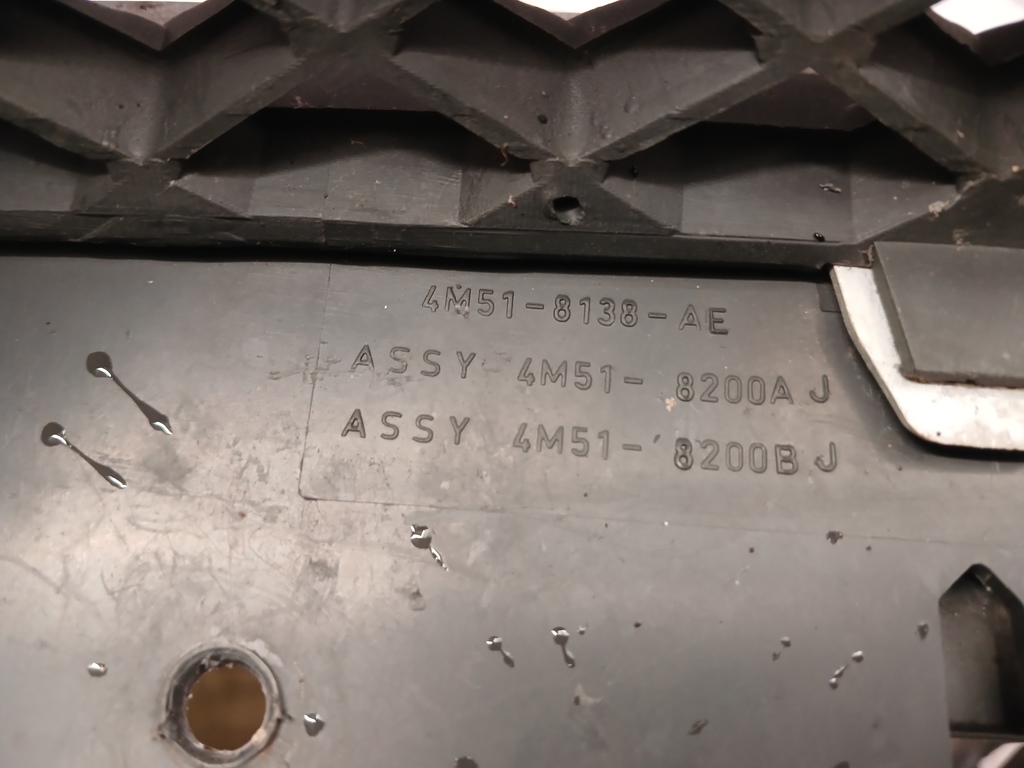 4M51-8138-AE
ASSY 4M51- 8200A J
ASSY 4M51- 8200B J